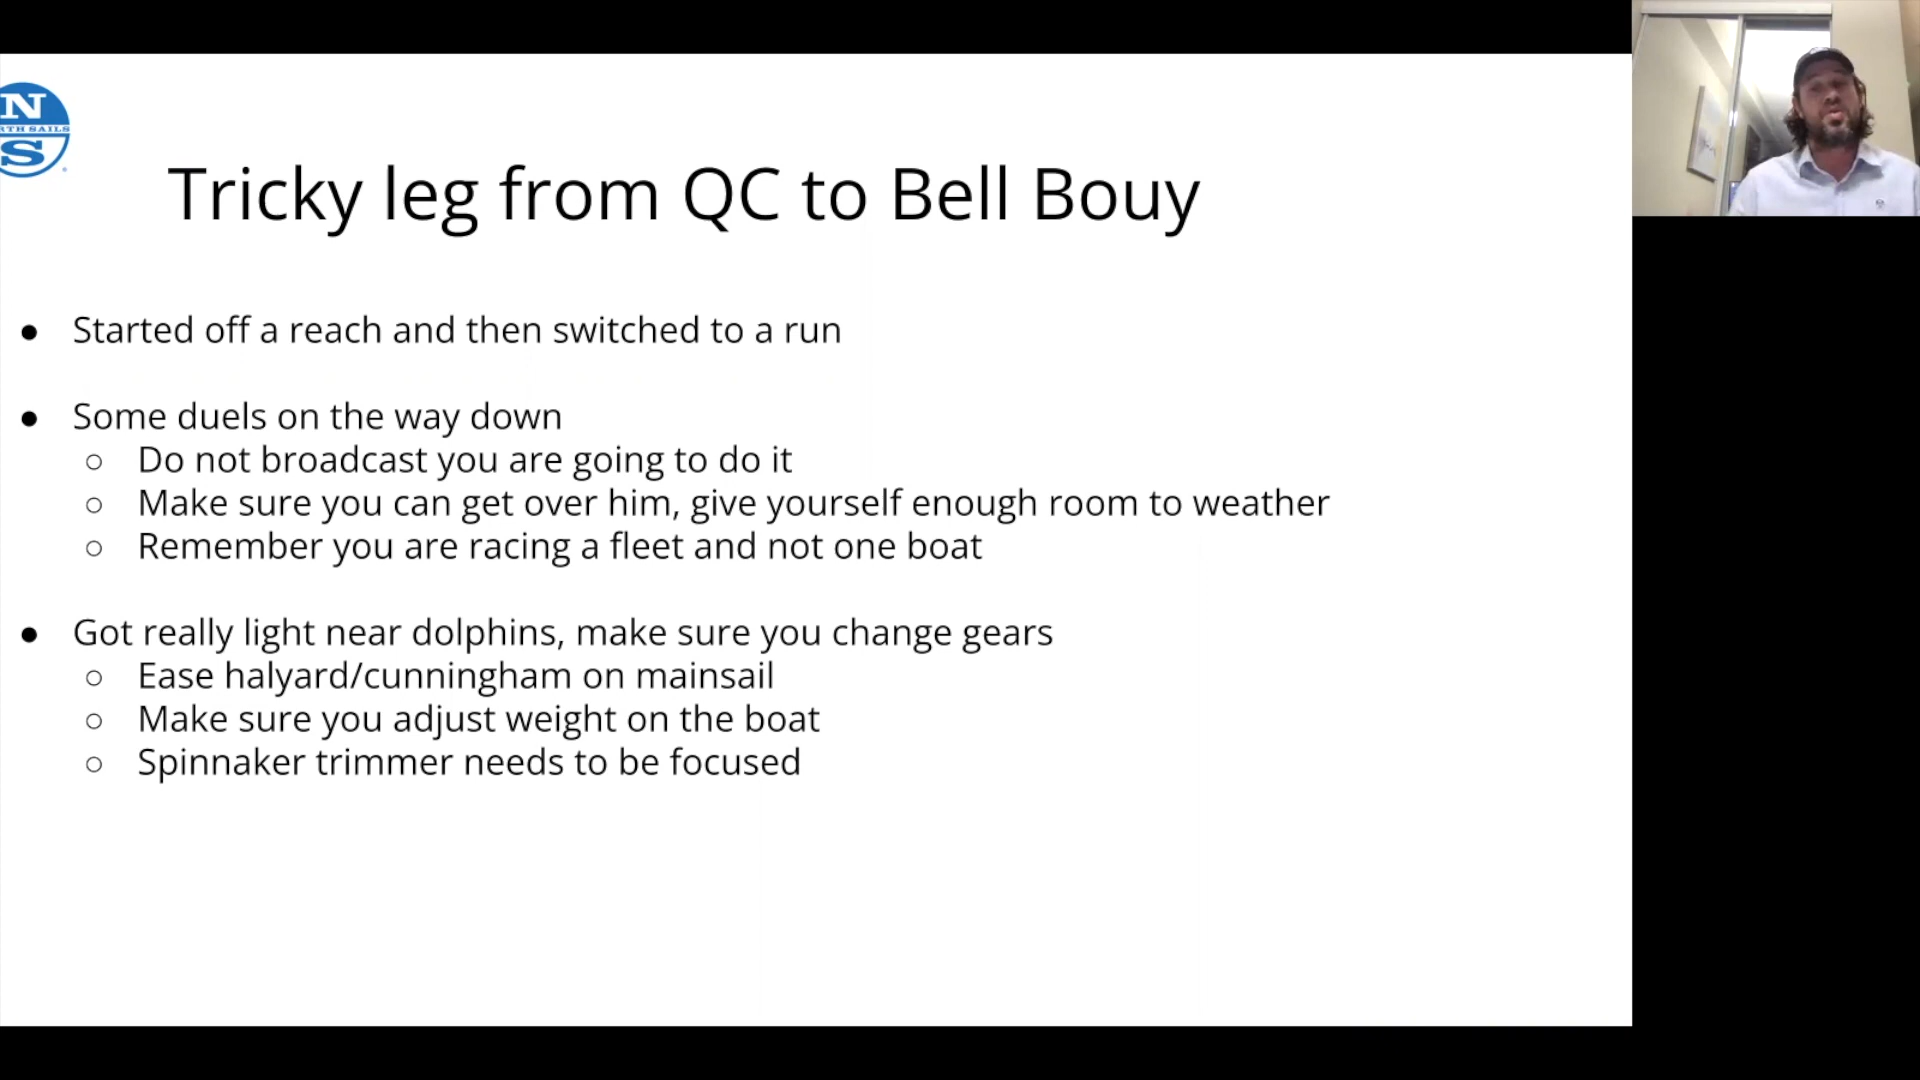 N
RTH SAILS
S
Tricky leg from QC to Bell Bouy
● Started off a reach and then switched to a run
● Some duels on the way down
○ Do not broadcast you are going to do it
○ Make sure you can get over him, give yourself enough room to weather
○ Remember you are racing a fleet and not one boat
● Got really light near dolphins, make sure you change gears
○ Ease halyard/cunningham on mainsail
○ Make sure you adjust weight on the boat
○ Spinnaker trimmer needs to be focused